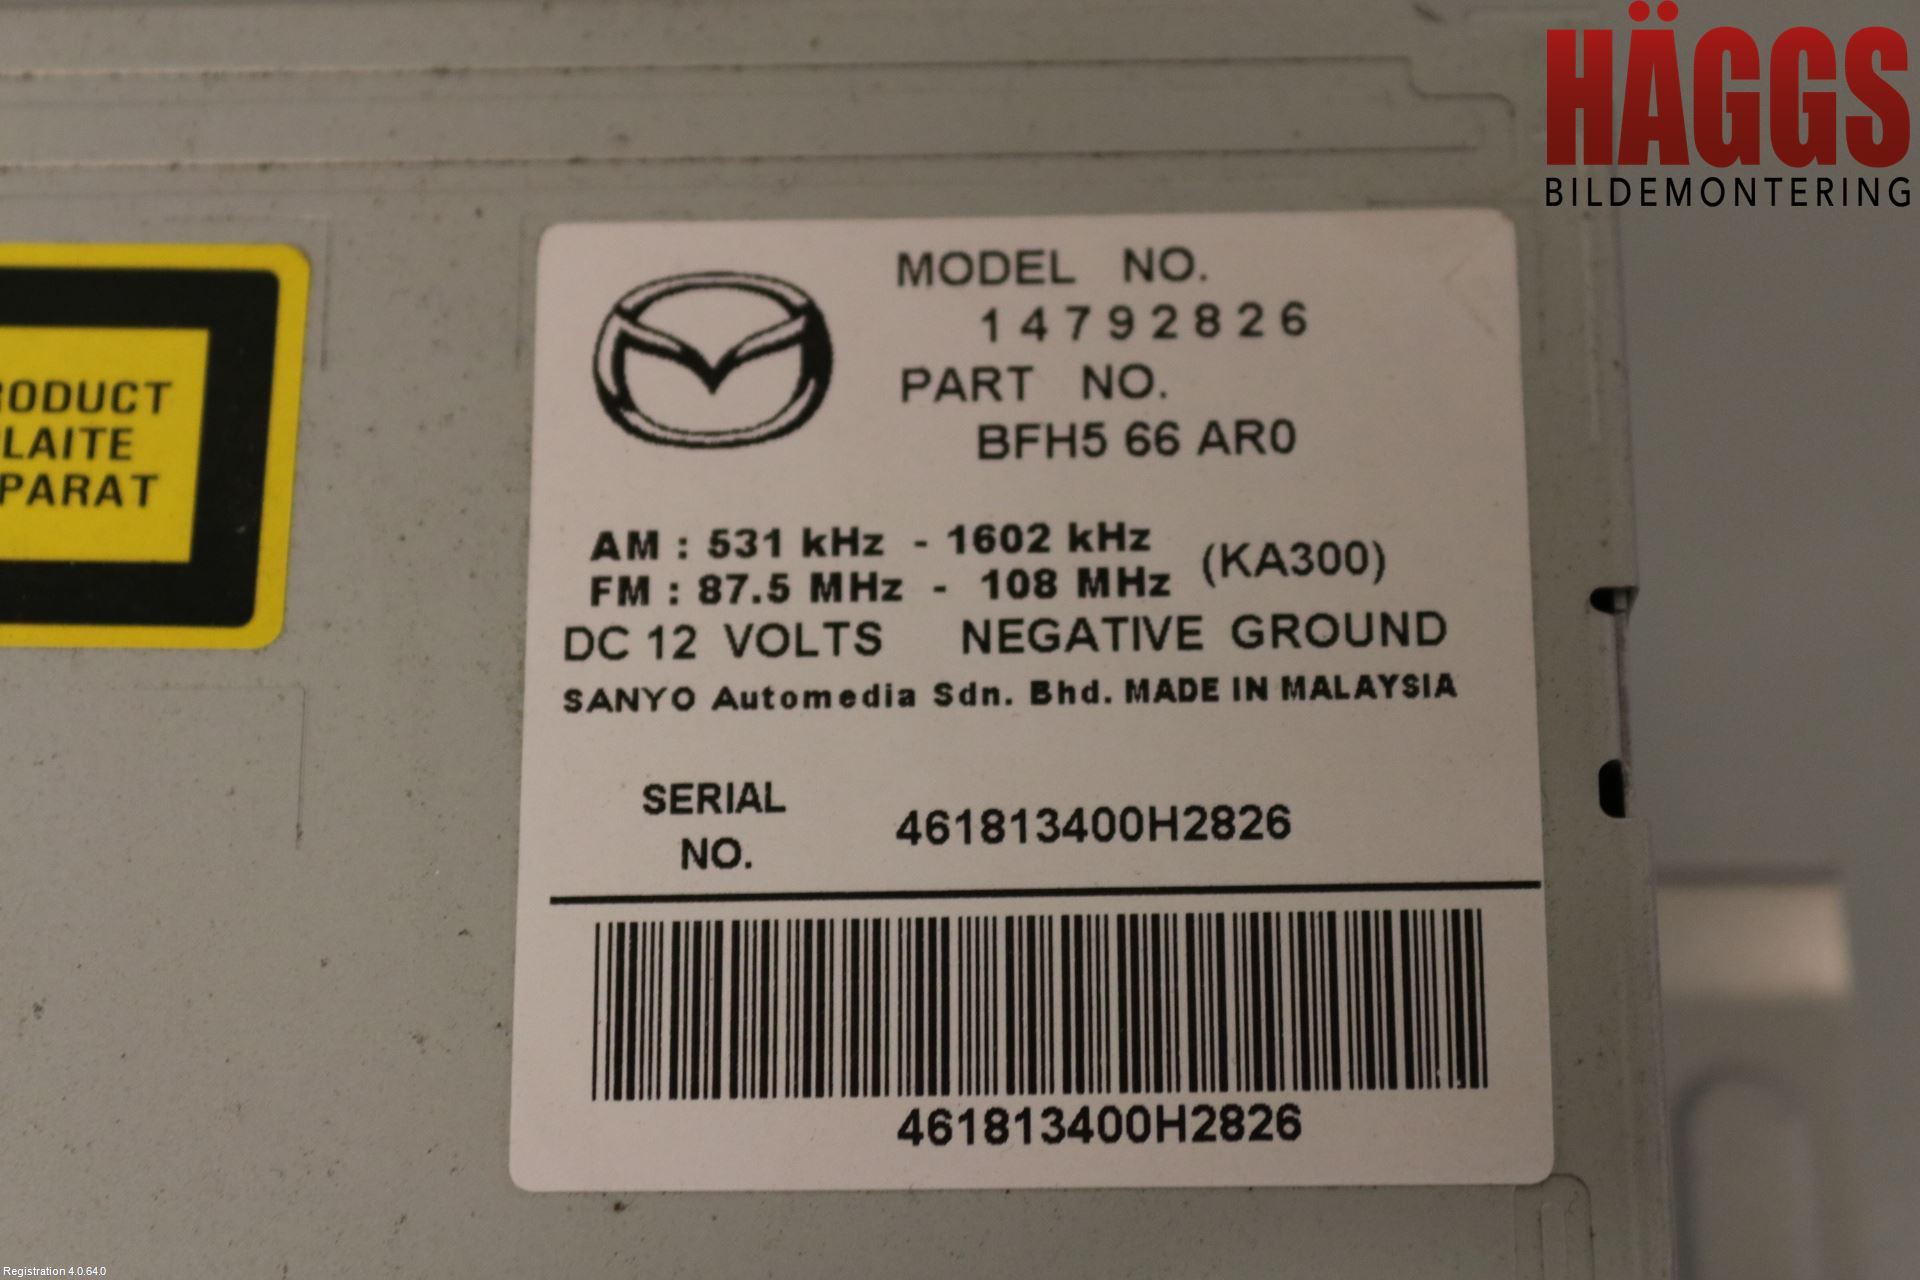 HÄGGS
BILDEMONTERING
MODEL NO.
14792826
PART NO.
BFH5 66 AR0
RODUCT
LAITE
PARAT
AM : 531 kHz - 1602 kHz
FM : 87.5 MHz - 108 MHz
(KA300)
DC 12 VOLTS NEGATIVE GROUND
SANYO Automedia Sdn. Bhd. MADE IN MALAYSIA
SERIAL
NO.
461813400H2826
461813400H2826
Registration 4.0.64.0